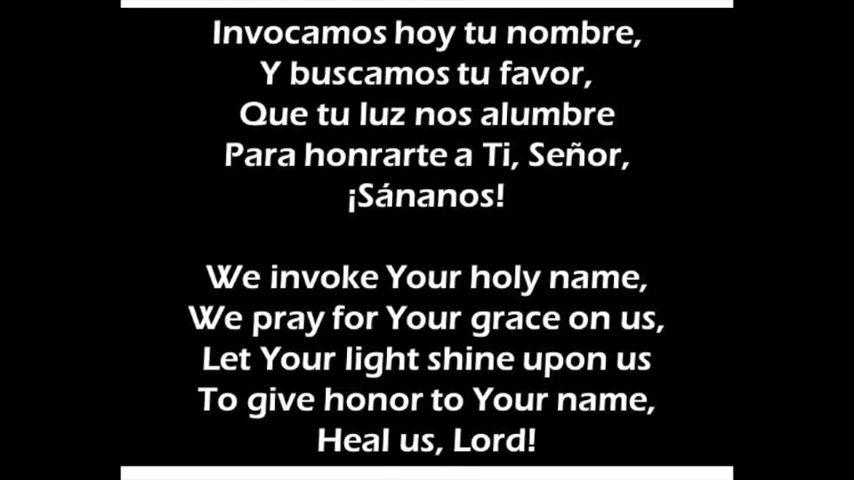 Invocamos hoy tu nombre,
Y buscamos tu favor,
Que tu luz nos alumbre
Para honrarte a Ti, Señor,
¡Sánanos!
We invoke Your holy name,
We pray for Your grace on us,
Let Your light shine upon us
To give honor to Your name,
Heal us, Lord!